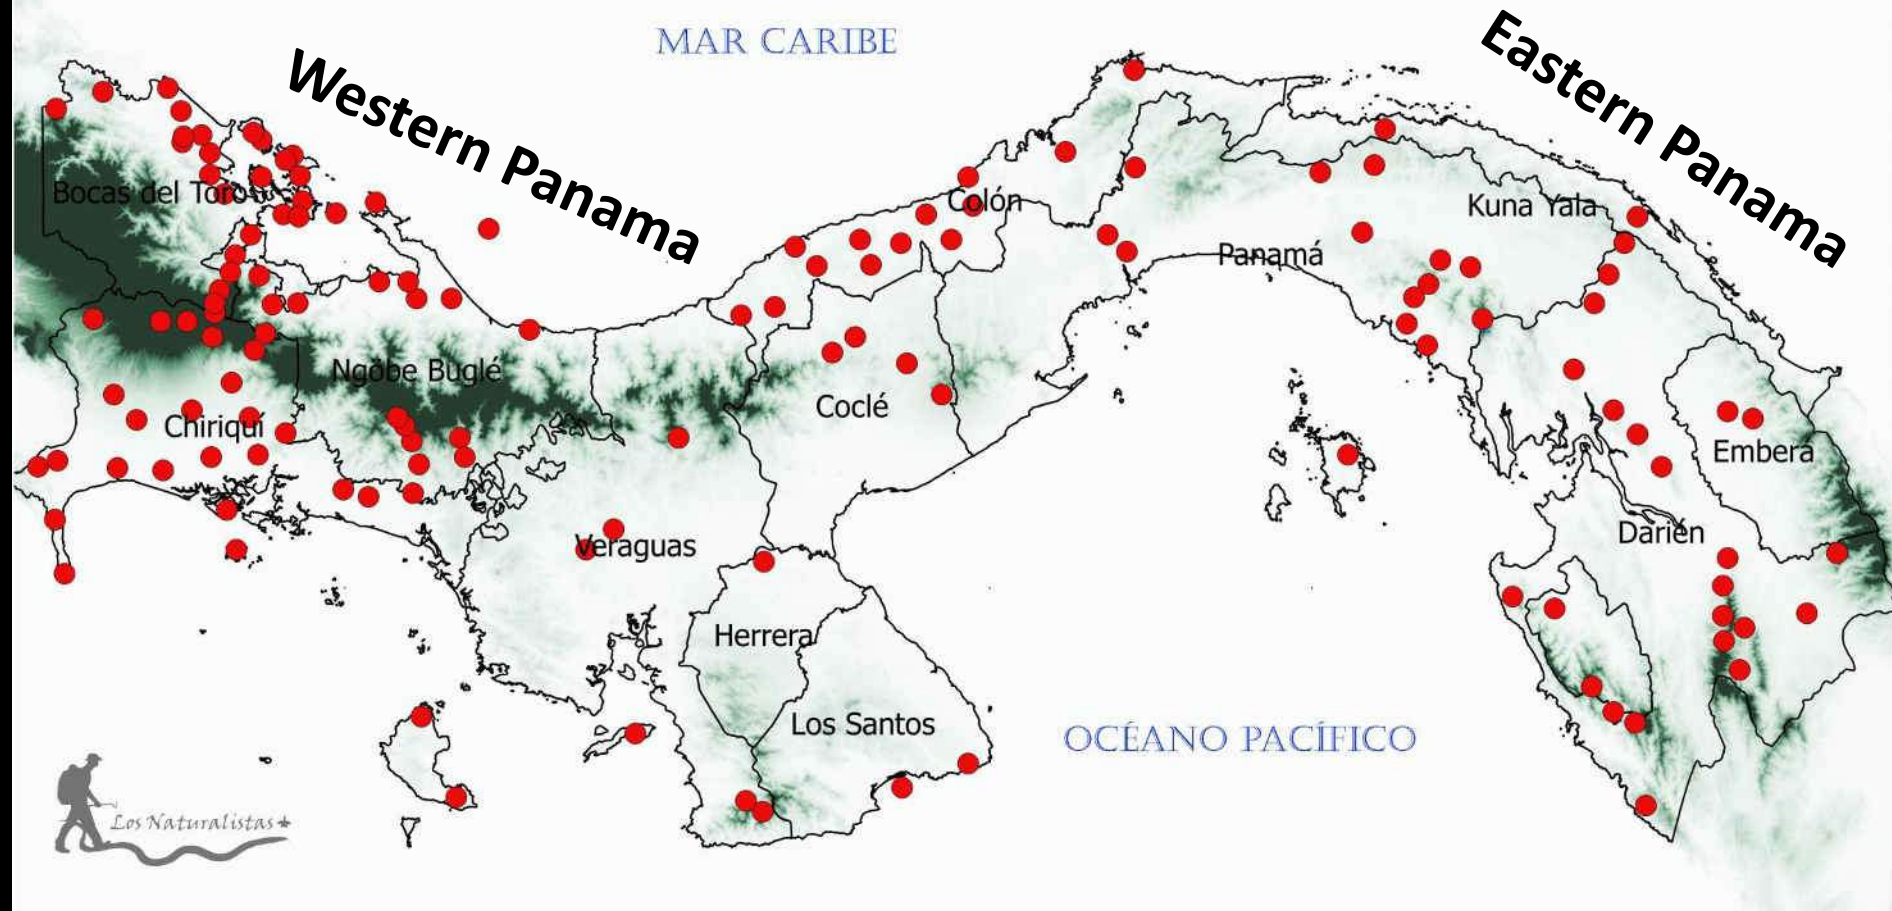 MAR CARIBE
Western Panama
Eastern Panama
Bocas del Toro
Colón
Kuna Yala
Panamá
Ngöbe Buglé
Coclé
Chiriquí
Embera
Darién
Veraguas
Herrera
Los Santos
OCÉANO PACÍFICO
Los Naturalistas